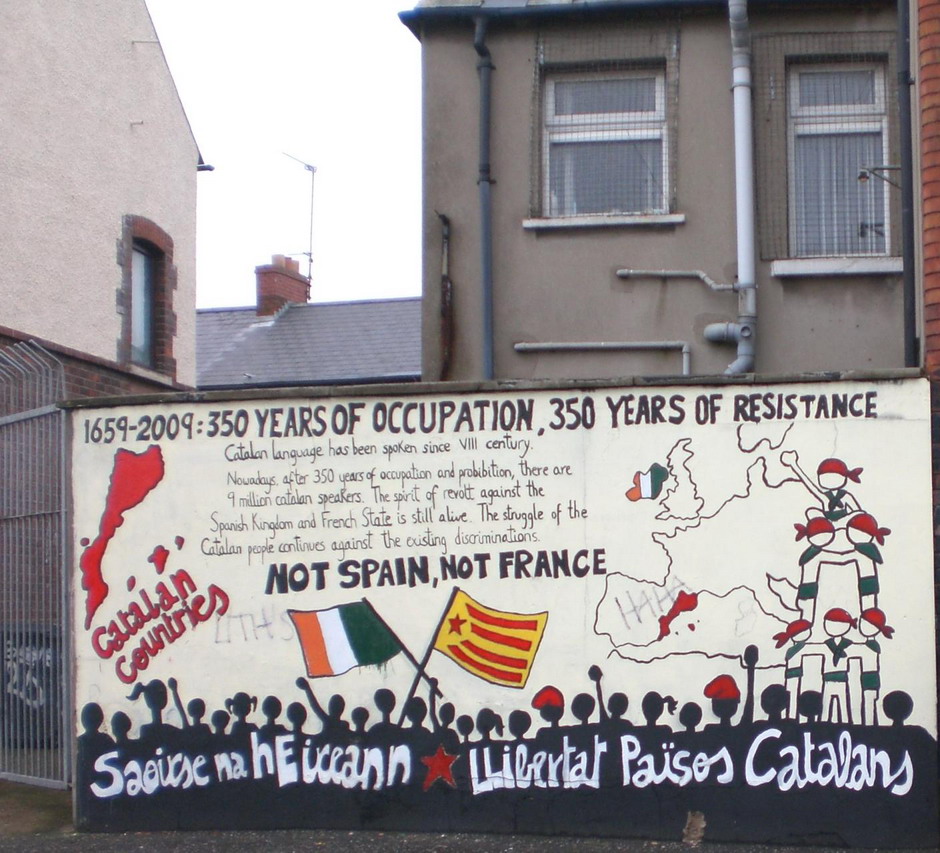 1659-2009: 350 YEARS OF OCCUPATION, 350 YEARS OF RESISTANCE
Catalan language has been spoken since VIII century.
Nowadays, after 350 years of occupation and prohibition, there are
9 million catalan speakers. The spirit of revolt against the
Spanish Kingdom and French State is still alive. The struggle of the
Catalan people continues against the existing discriminations.
NOT SPAIN, NOT FRANCE
Catalan
Countries
HAHA
Saoirse na hEireann ★ Llibertat Països Catalans